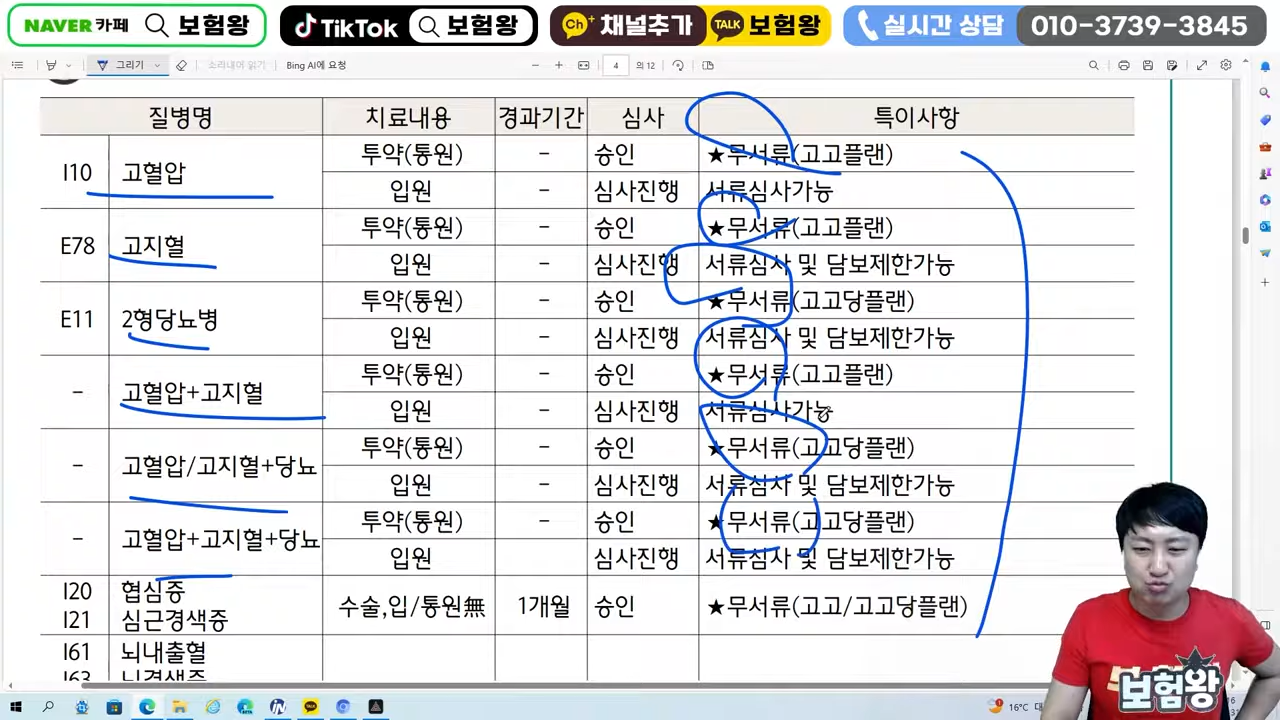 NAVER 카페 보험왕 TikTok 보험왕 Ch+ 채널추가 TALK 보험왕 실시간 상담 010-3739-3845
그리기 소리내어 읽기 Bing AI에 요청 4 의 12
질병명 치료내용 경과기간 심사 특이사항
I10 고혈압 투약(통원) - 승인 ★무서류(고고플랜)
입원 - 심사진행 서류심사가능
E78 고지혈 투약(통원) - 승인 ★무서류(고고플랜)
입원 - 심사진행 서류심사 및 담보제한가능
E11 2형당뇨병 투약(통원) - 승인 ★무서류(고고당플랜)
입원 - 심사진행 서류심사 및 담보제한가능
- 고혈압+고지혈 투약(통원) - 승인 ★무서류(고고플랜)
입원 - 심사진행 서류심사가능
- 고혈압/고지혈+당뇨 투약(통원) - 승인 ★무서류(고고당플랜)
입원 - 심사진행 서류심사 및 담보제한가능
- 고혈압+고지혈+당뇨 투약(통원) - 승인 ★무서류(고고당플랜)
입원 - 심사진행 서류심사 및 담보제한가능
I20 협심증
I21 심근경색증 수술,입/통원無 1개월 승인 ★무서류(고고/고고당플랜)
I61 뇌내출혈
I63 뇌경색증
보험왕
16°C